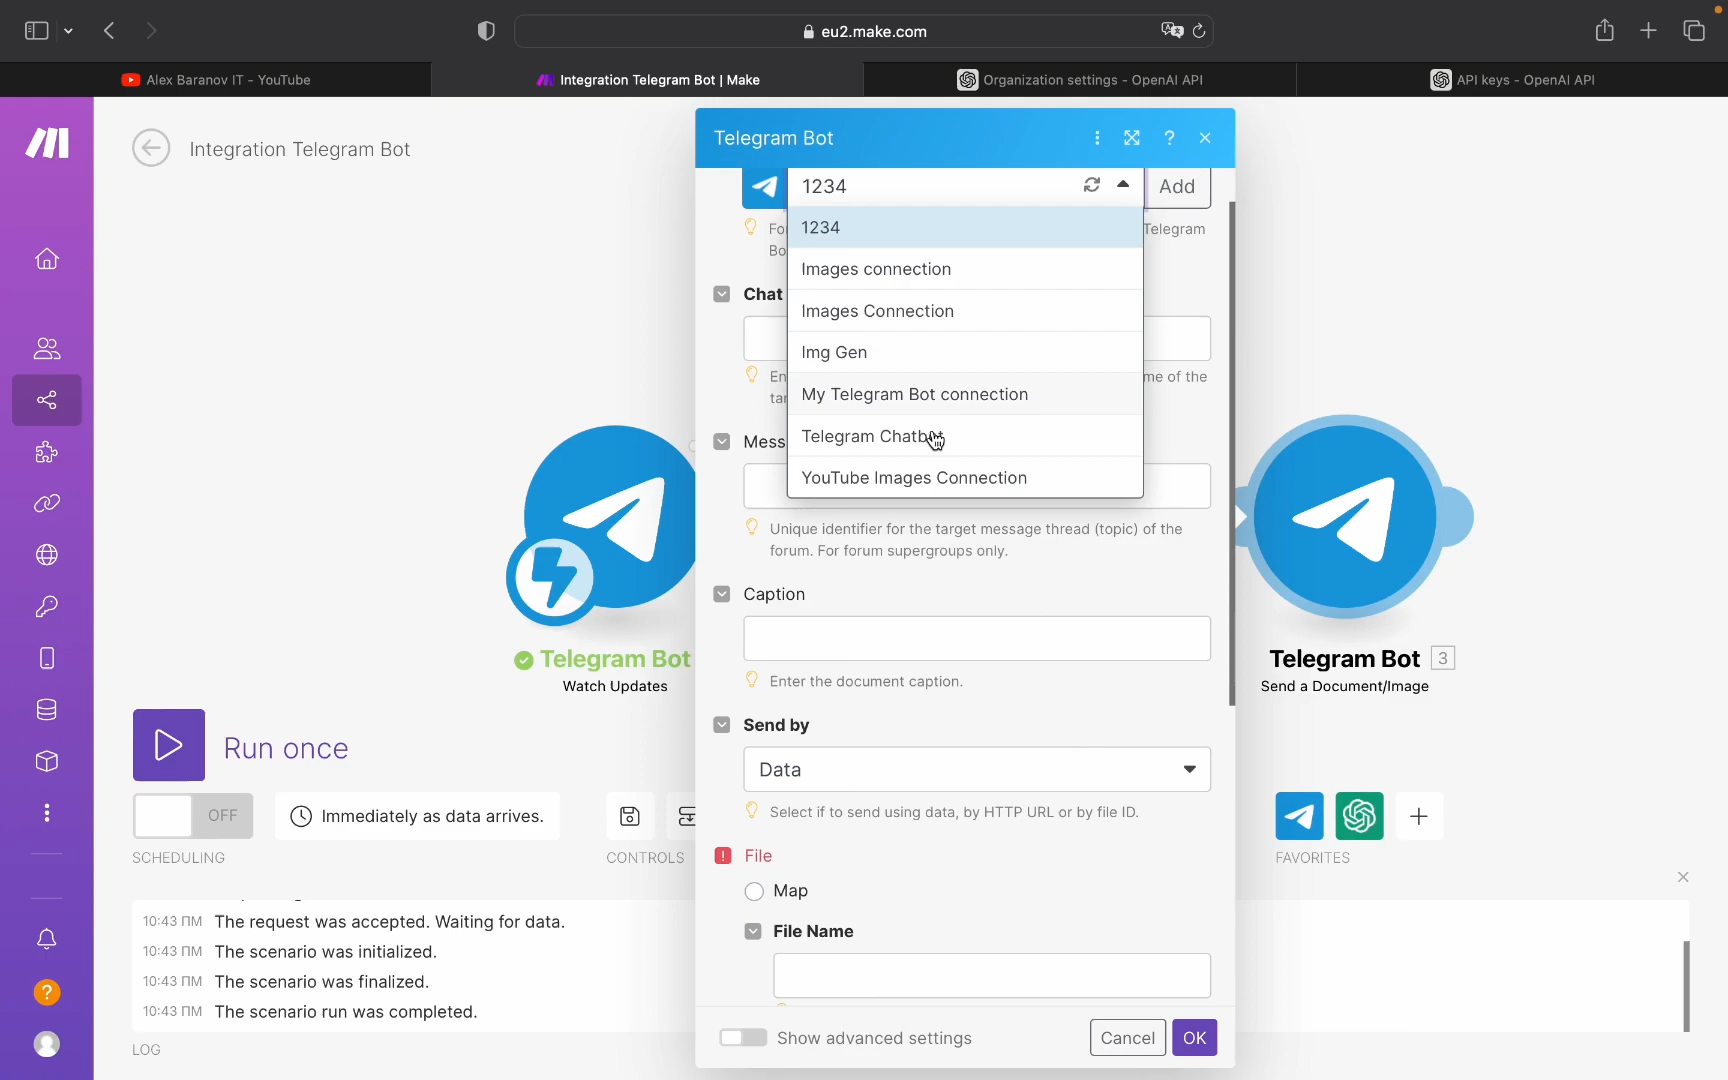 eu2.make.com
Alex Baranov IT - YouTube
Integration Telegram Bot | Make
Organization settings - OpenAI API
API keys - OpenAI API
Integration Telegram Bot
Telegram Bot
1234
Add
1234
Images connection
Images Connection
Img Gen
My Telegram Bot connection
Telegram Chatbot
YouTube Images Connection
Fo
Telegram
Bo
Chat
En
me of the
tar
Mess
Unique identifier for the target message thread (topic) of the
forum. For forum supergroups only.
Caption
Enter the document caption.
Send by
Data
Select if to send using data, by HTTP URL or by file ID.
File
Map
File Name
Show advanced settings
Cancel
OK
Telegram Bot
Watch Updates
Telegram Bot 3
Send a Document/Image
Run once
OFF
Immediately as data arrives.
SCHEDULING
CONTROLS
FAVORITES
10:43 ПМ The request was accepted. Waiting for data.
10:43 ПМ The scenario was initialized.
10:43 ПМ The scenario was finalized.
10:43 ПМ The scenario run was completed.
LOG